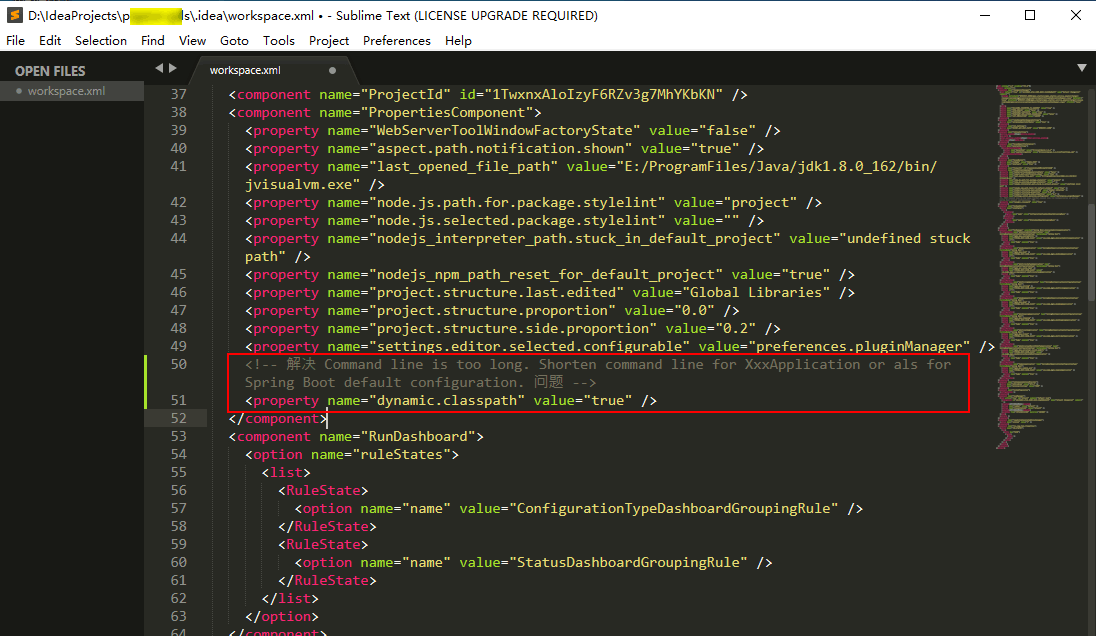 D:\IdeaProjects\p ls\.idea\workspace.xml • - Sublime Text (LICENSE UPGRADE REQUIRED)
File Edit Selection Find View Goto Tools Project Preferences Help
OPEN FILES
workspace.xml
workspace.xml
37 <component name="ProjectId" id="1TwxnxAloIzyF6RZv3g7MhYKbKN" />
38 <component name="PropertiesComponent">
39 <property name="WebServerToolWindowFactoryState" value="false" />
40 <property name="aspect.path.notification.shown" value="true" />
41 <property name="last_opened_file_path" value="E:/ProgramFiles/Java/jdk1.8.0_162/bin/
jvisualvm.exe" />
42 <property name="node.js.path.for.package.stylelint" value="project" />
43 <property name="node.js.selected.package.stylelint" value="" />
44 <property name="nodejs_interpreter_path.stuck_in_default_project" value="undefined stuck
path" />
45 <property name="nodejs_npm_path_reset_for_default_project" value="true" />
46 <property name="project.structure.last.edited" value="Global Libraries" />
47 <property name="project.structure.proportion" value="0.0" />
48 <property name="project.structure.side.proportion" value="0.2" />
49 <property name="settings.editor.selected.configurable" value="preferences.pluginManager" />
50 <!-- 解决 Command line is too long. Shorten command line for XxxApplication or als for
Spring Boot default configuration. 问题 -->
51 <property name="dynamic.classpath" value="true" />
52 </component>
53 <component name="RunDashboard">
54 <option name="ruleStates">
55 <list>
56 <RuleState>
57 <option name="name" value="ConfigurationTypeDashboardGroupingRule" />
58 </RuleState>
59 <RuleState>
60 <option name="name" value="StatusDashboardGroupingRule" />
61 </RuleState>
62 </list>
63 </option>
64 </component>